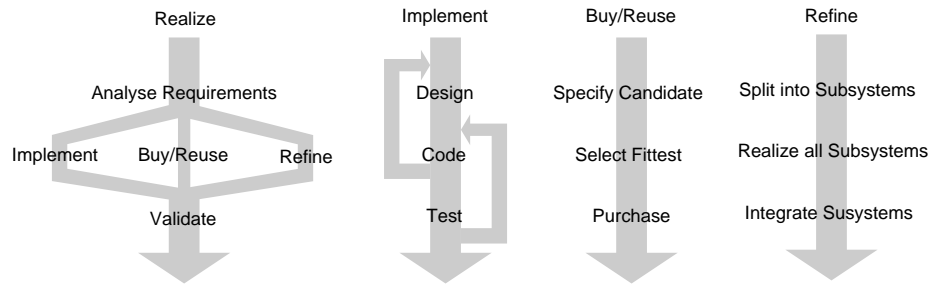 Realize
Analyse Requirements
Implement
Buy/Reuse
Refine
Validate
Implement
Design
Code
Test
Buy/Reuse
Specify Candidate
Select Fittest
Purchase
Refine
Split into Subsystems
Realize all Subsystems
Integrate Susystems